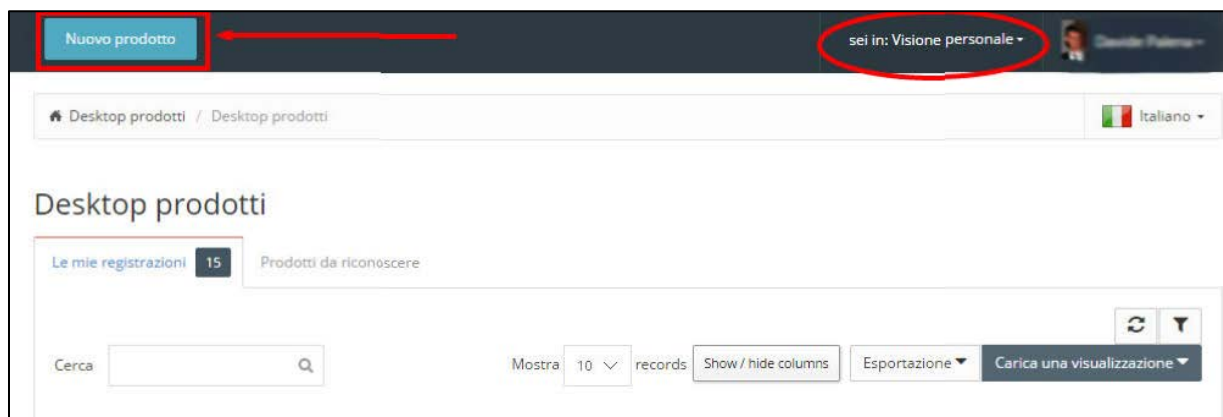 Nuovo prodotto
sei in: Visione personale
Desktop prodotti / Desktop prodotti
Italiano
Desktop prodotti
Le mie registrazioni 15 Prodotti da riconoscere
Cerca Mostra 10 records Show / hide columns Esportazione Carica una visualizzazione